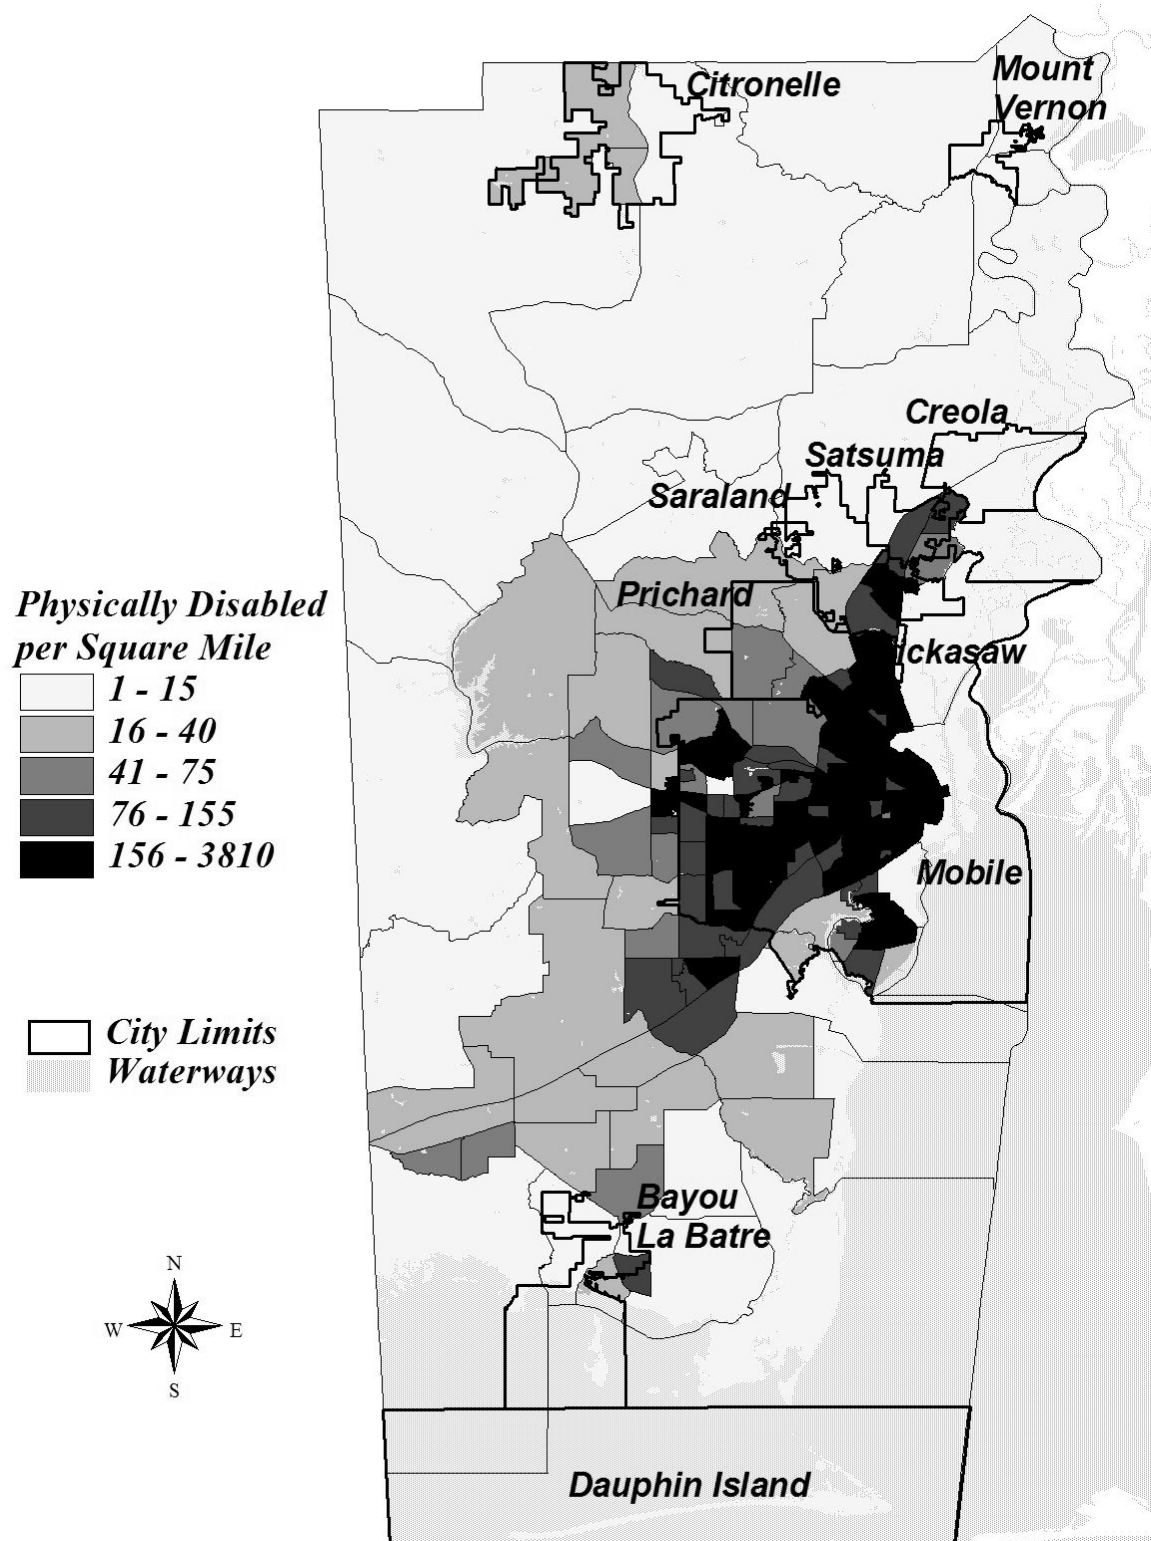 Citronelle
Mount
Vernon
Creola
Satsuma
Saraland
Physically Disabled
per Square Mile
1 - 15
16 - 40
41 - 75
76 - 155
156 - 3810
Prichard
ickasaw
Mobile
City Limits
Waterways
Bayou
La Batre
N
W
E
S
Dauphin Island